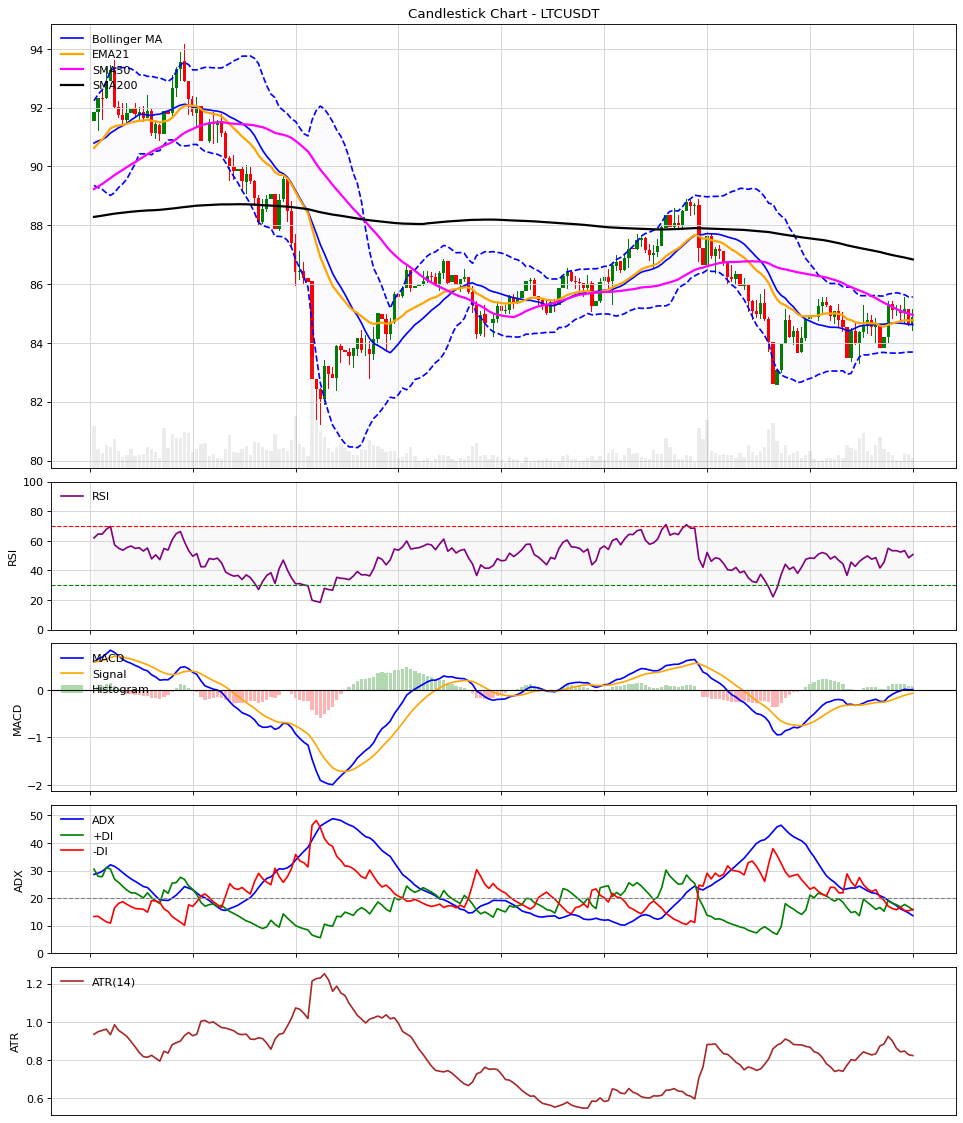 Candlestick Chart - LTCUSDT
Bollinger MA
EMA21
SMA50
SMA200
94
92
90
88
86
84
82
80
RSI
100
80
60
40
20
0
RSI
MACD
Signal
Histogram
0
−1
−2
MACD
ADX
+DI
-DI
50
40
30
20
10
0
ADX
ATR(14)
1.2
1.0
0.8
0.6
ATR